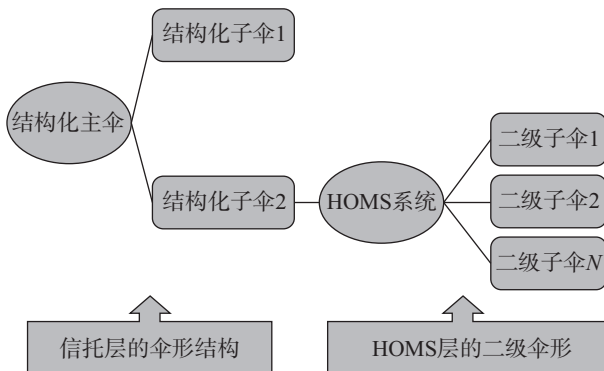 结构化子伞1
结构化主伞
结构化子伞2
HOMS系统
二级子伞1
二级子伞2
二级子伞N
信托层的伞形结构
HOMS层的二级伞形